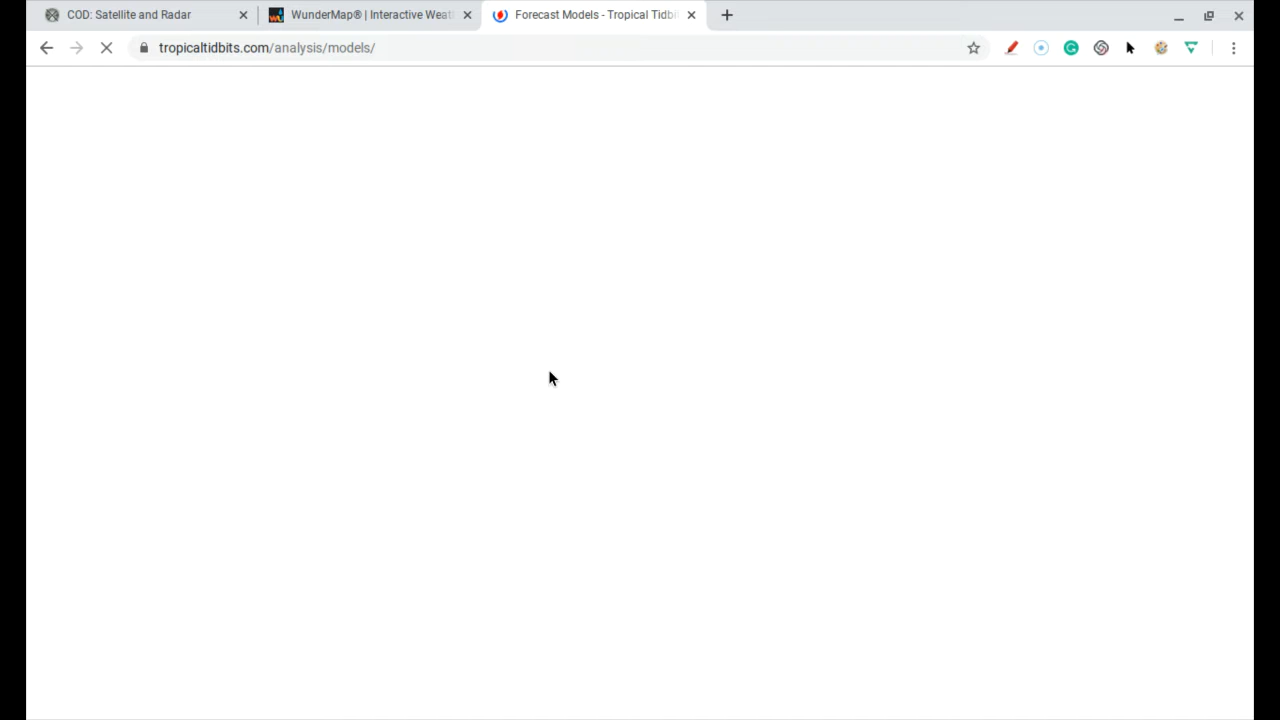 COD: Satellite and Radar
WunderMap® | Interactive Weat
Forecast Models - Tropical Tidbi
tropicaltidbits.com/analysis/models/